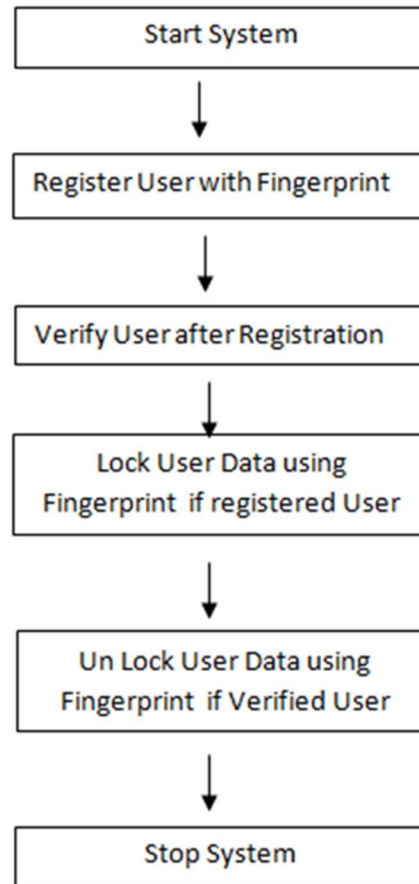 Start System
Register User with Fingerprint
Verify User after Registration
Lock User Data using
Fingerprint if registered User
Un Lock User Data using
Fingerprint if Verified User
Stop System